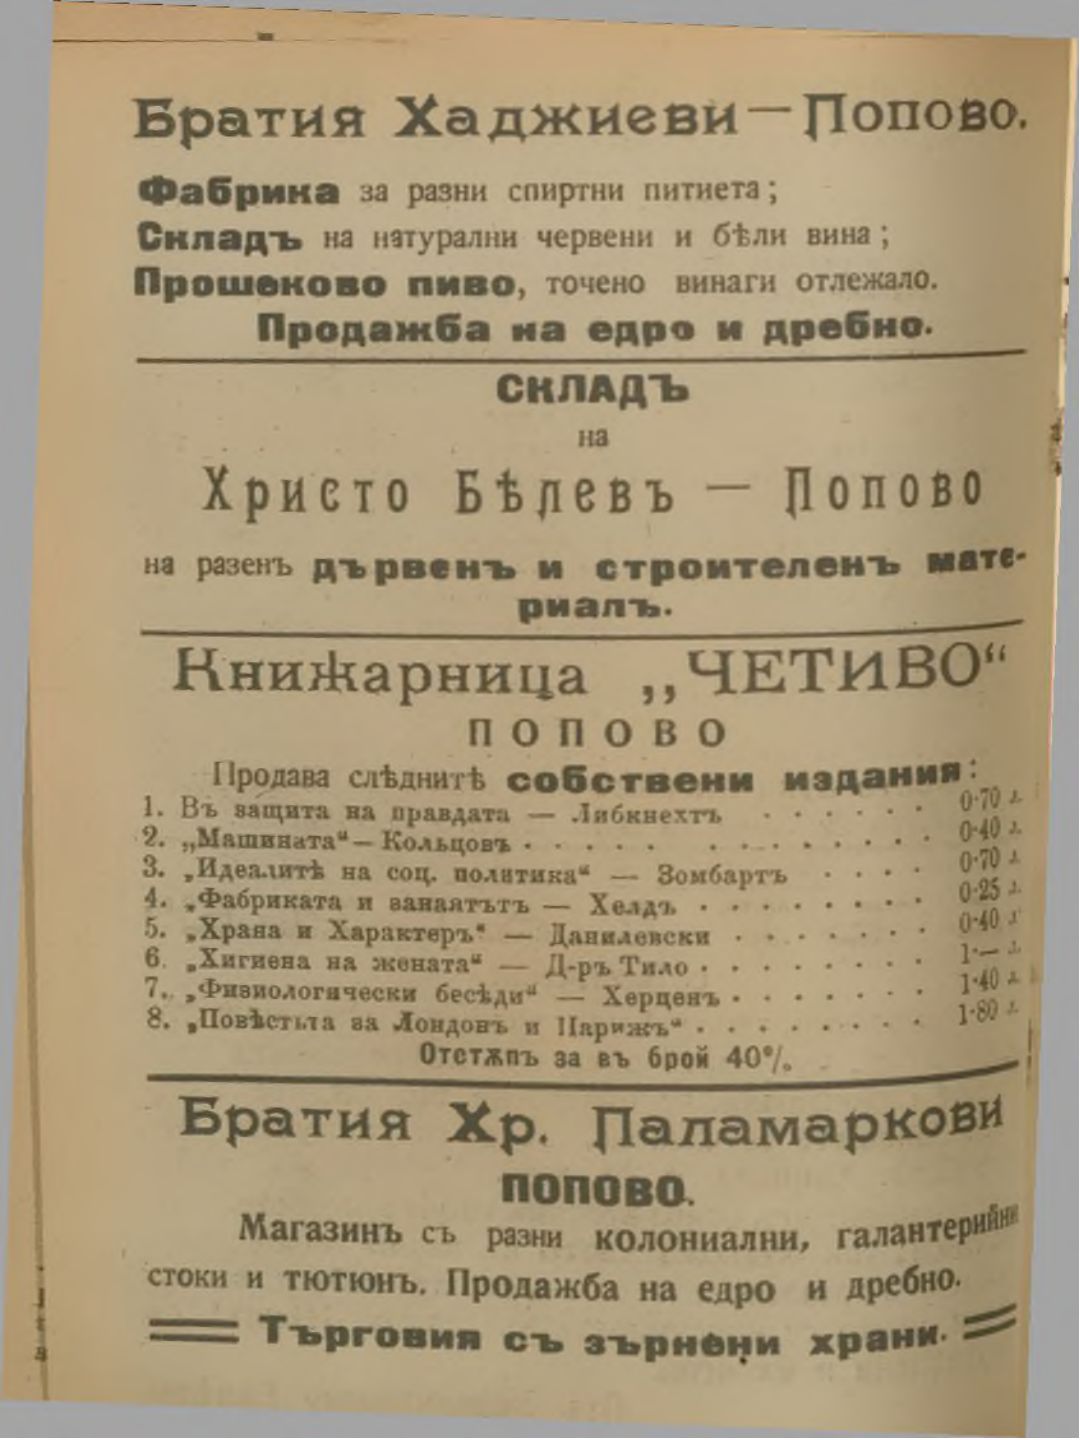 Братия Хаджиеви — Попово.
Фабрика за разни спиртни питиета;
Складъ на натурални червени и бѣли вина;
Прошеково пиво, точено винаги отлежало.
Продажба на едро и дребно.
СКЛАДЪ
на
Христо Бѣлевъ — Попово
на разенъ дървенъ и строителенъ мате-
риалъ.
Книжарница „ЧЕТИВО“
ПОПОВО
Продава слѣднитѣ собствени издания:
1. Въ защита на правдата — Либкнехтъ . . . . . . 0·70 л.
2. „Машината“ — Кольцовъ . . . . . . . . . . . . . 0·40 л.
3. „Идеалитѣ на соц. политика“ — Зомбартъ . . . . 0·70 л.
4. „Фабриката и занаятътъ — Хелдъ . . . . . . . . 0·25 л.
5. „Храна и Характеръ“ — Данилевски . . . . . . . 0·40 л.
6. „Хигиена на жената“ — Д-ръ Тило . . . . . . . . 1·— л.
7. „Физиологически бесѣди“ — Херценъ . . . . . . . 1·40 л.
8. „Повѣстьта за Лондонъ и Парижъ“ . . . . . . . . 1·80 л.
Отстѫпъ за въ брой 40%
Братия Хр. Паламаркови
ПОПОВО.
Магазинъ съ разни колониални, галантерийни
стоки и тютюнъ. Продажба на едро и дребно.
Търговия съ зърнени храни.